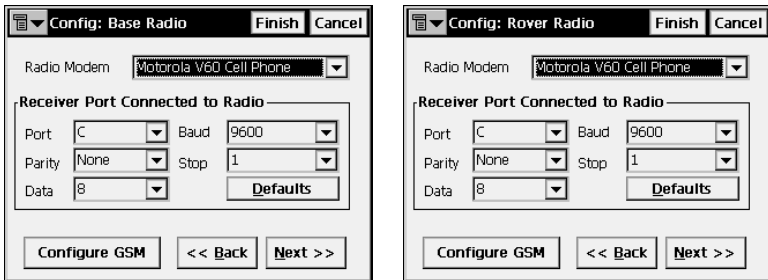 Config: Base Radio Finish Cancel
Radio Modem Motorola V60 Cell Phone
Receiver Port Connected to Radio
Port C Baud 9600
Parity None Stop 1
Data 8 Defaults
Configure GSM << Back Next >>
Config: Rover Radio Finish Cancel
Radio Modem Motorola V60 Cell Phone
Receiver Port Connected to Radio
Port C Baud 9600
Parity None Stop 1
Data 8 Defaults
Configure GSM << Back Next >>